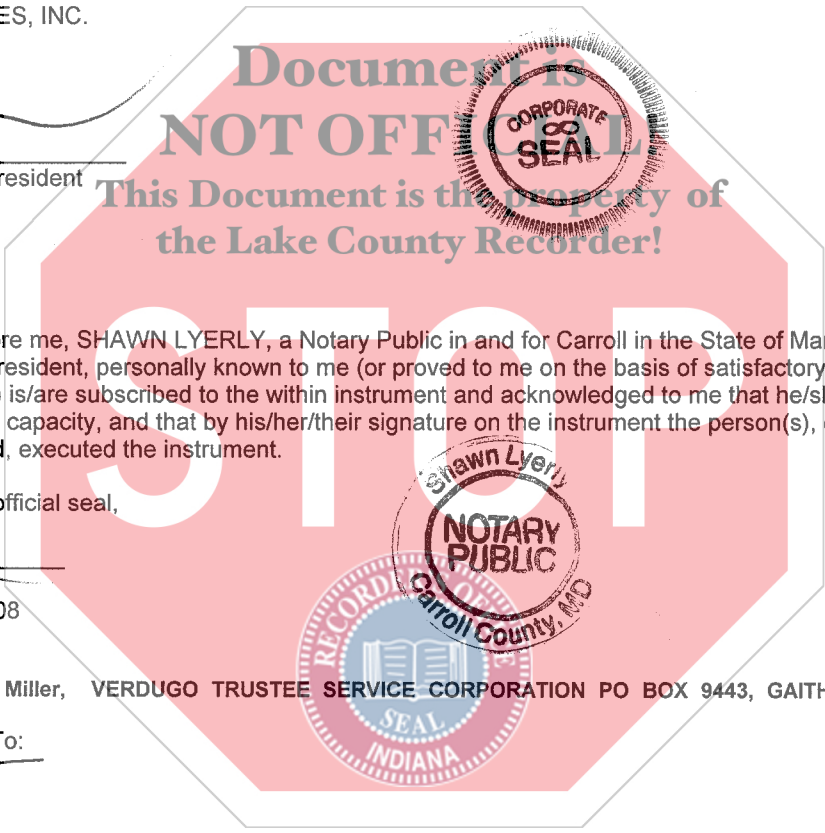 ES, INC.
Document is
NOT OFFICIAL
CORPORATE
SEAL
resident
This Document is the property of
the Lake County Recorder!
STOP
re me, SHAWN LYERLY, a Notary Public in and for Carroll in the State of Mar
resident, personally known to me (or proved to me on the basis of satisfactory
is/are subscribed to the within instrument and acknowledged to me that he/sh
capacity, and that by his/her/their signature on the instrument the person(s),
, executed the instrument.
Shawn Lyerly
official seal,
NOTARY
PUBLIC
Carroll County, MD
08
RECORDER'S OFFICE
Miller, VERDUGO TRUSTEE SERVICE CORPORATION PO BOX 9443, GAITH
SEAL
INDIANA
To: